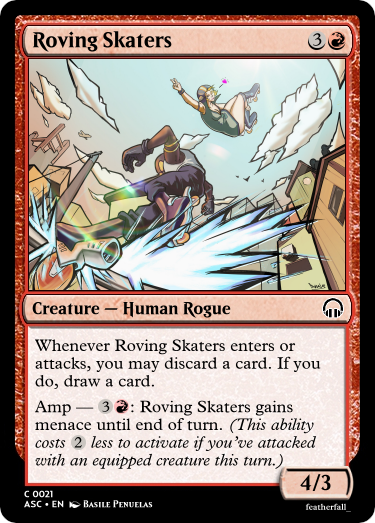 Roving Skaters
3
Creature — Human Rogue
Whenever Roving Skaters enters or
attacks, you may discard a card. If you
do, draw a card.
Amp — 3: Roving Skaters gains
menace until end of turn. (This ability
costs 2 less to activate if you've attacked
with an equipped creature this turn.)
4/3
C 0021
ASC • EN Basile Penuelas
featherfall_